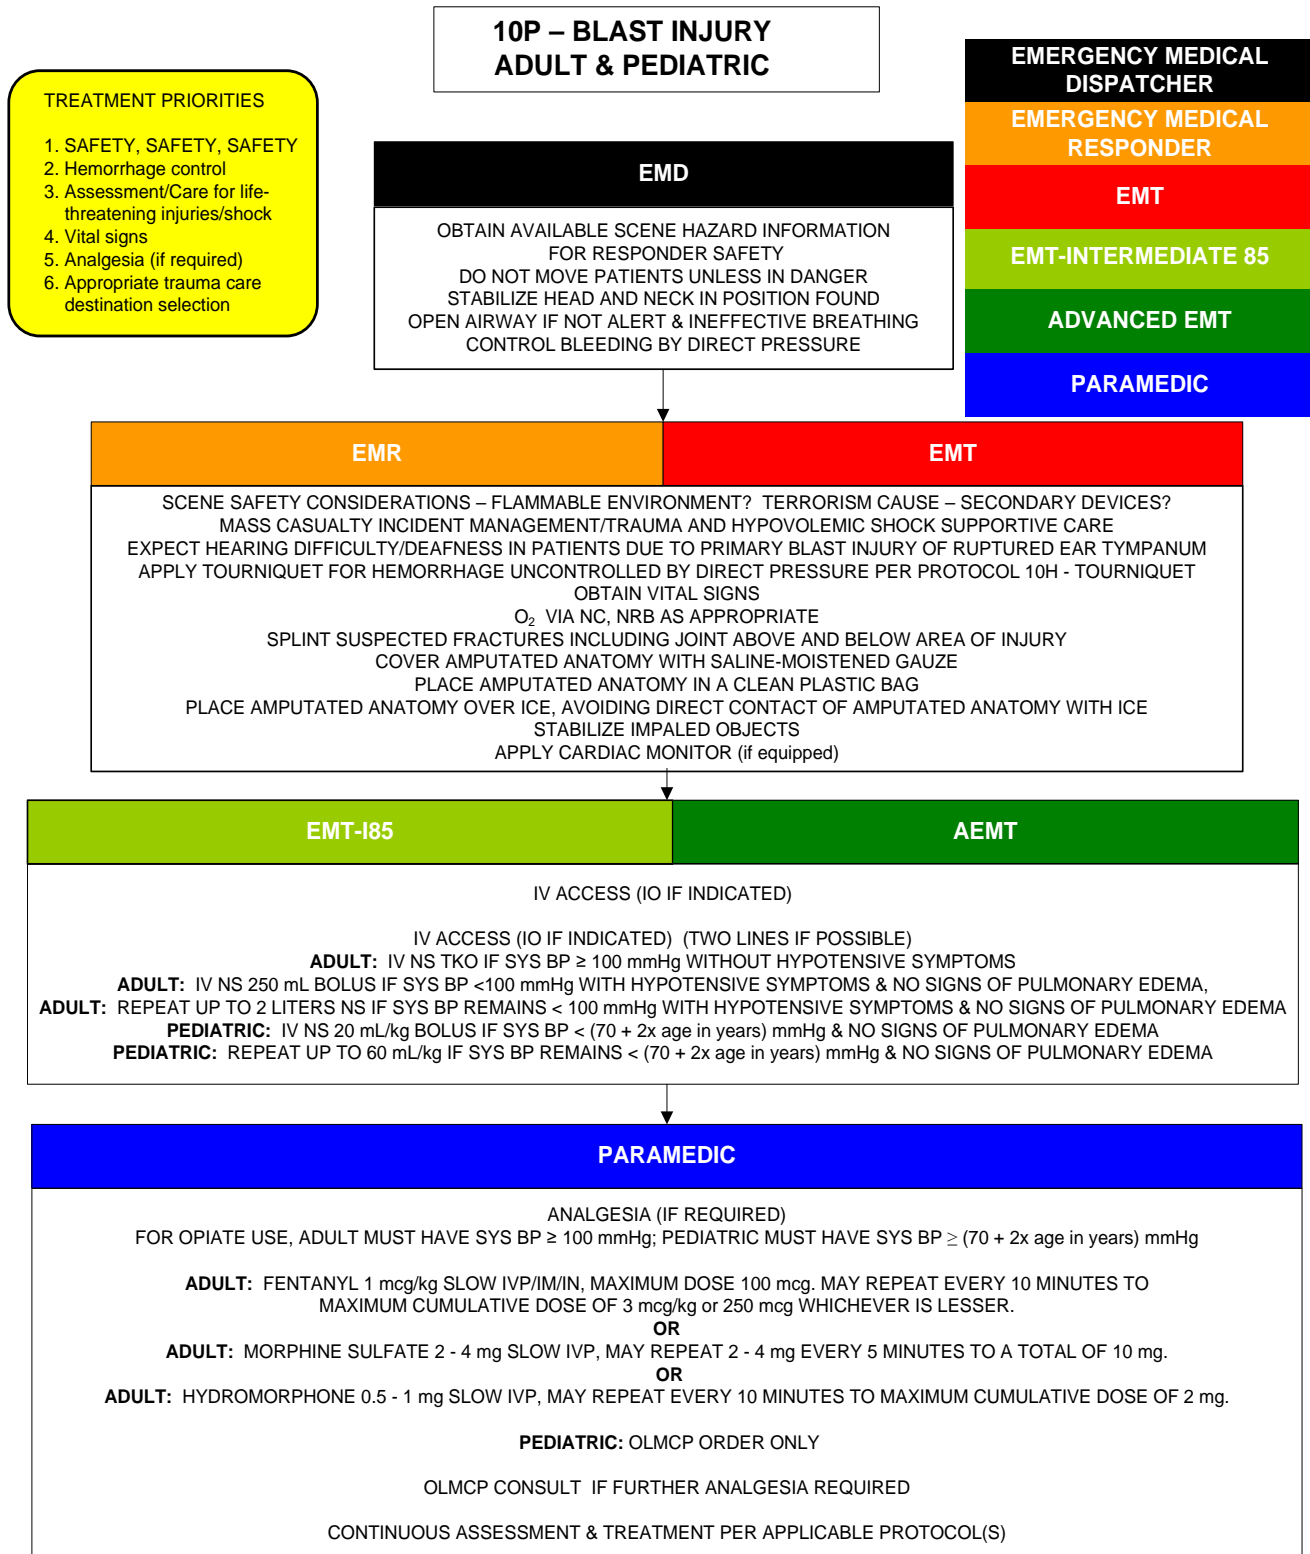 10P – BLAST INJURY
ADULT & PEDIATRIC
TREATMENT PRIORITIES
1. SAFETY, SAFETY, SAFETY
2. Hemorrhage control
3. Assessment/Care for life-
threatening injuries/shock
4. Vital signs
5. Analgesia (if required)
6. Appropriate trauma care
destination selection
EMERGENCY MEDICAL
DISPATCHER
EMERGENCY MEDICAL
RESPONDER
EMT
EMT-INTERMEDIATE 85
ADVANCED EMT
PARAMEDIC
EMD
OBTAIN AVAILABLE SCENE HAZARD INFORMATION
FOR RESPONDER SAFETY
DO NOT MOVE PATIENTS UNLESS IN DANGER
STABILIZE HEAD AND NECK IN POSITION FOUND
OPEN AIRWAY IF NOT ALERT & INEFFECTIVE BREATHING
CONTROL BLEEDING BY DIRECT PRESSURE
EMR
EMT
SCENE SAFETY CONSIDERATIONS – FLAMMABLE ENVIRONMENT? TERRORISM CAUSE – SECONDARY DEVICES?
MASS CASUALTY INCIDENT MANAGEMENT/TRAUMA AND HYPOVOLEMIC SHOCK SUPPORTIVE CARE
EXPECT HEARING DIFFICULTY/DEAFNESS IN PATIENTS DUE TO PRIMARY BLAST INJURY OF RUPTURED EAR TYMPANUM
APPLY TOURNIQUET FOR HEMORRHAGE UNCONTROLLED BY DIRECT PRESSURE PER PROTOCOL 10H - TOURNIQUET
OBTAIN VITAL SIGNS
O₂ VIA NC, NRB AS APPROPRIATE
SPLINT SUSPECTED FRACTURES INCLUDING JOINT ABOVE AND BELOW AREA OF INJURY
COVER AMPUTATED ANATOMY WITH SALINE-MOISTENED GAUZE
PLACE AMPUTATED ANATOMY IN A CLEAN PLASTIC BAG
PLACE AMPUTATED ANATOMY OVER ICE, AVOIDING DIRECT CONTACT OF AMPUTATED ANATOMY WITH ICE
STABILIZE IMPALED OBJECTS
APPLY CARDIAC MONITOR (if equipped)
EMT-I85
AEMT
IV ACCESS (IO IF INDICATED)
IV ACCESS (IO IF INDICATED) (TWO LINES IF POSSIBLE)
ADULT: IV NS TKO IF SYS BP ≥ 100 mmHg WITHOUT HYPOTENSIVE SYMPTOMS
ADULT: IV NS 250 mL BOLUS IF SYS BP <100 mmHg WITH HYPOTENSIVE SYMPTOMS & NO SIGNS OF PULMONARY EDEMA,
ADULT: REPEAT UP TO 2 LITERS NS IF SYS BP REMAINS < 100 mmHg WITH HYPOTENSIVE SYMPTOMS & NO SIGNS OF PULMONARY EDEMA
PEDIATRIC: IV NS 20 mL/kg BOLUS IF SYS BP < (70 + 2x age in years) mmHg & NO SIGNS OF PULMONARY EDEMA
PEDIATRIC: REPEAT UP TO 60 mL/kg IF SYS BP REMAINS < (70 + 2x age in years) mmHg & NO SIGNS OF PULMONARY EDEMA
PARAMEDIC
ANALGESIA (IF REQUIRED)
FOR OPIATE USE, ADULT MUST HAVE SYS BP ≥ 100 mmHg; PEDIATRIC MUST HAVE SYS BP ≥ (70 + 2x age in years) mmHg
ADULT: FENTANYL 1 mcg/kg SLOW IVP/IM/IN, MAXIMUM DOSE 100 mcg. MAY REPEAT EVERY 10 MINUTES TO
MAXIMUM CUMULATIVE DOSE OF 3 mcg/kg or 250 mcg WHICHEVER IS LESSER.
OR
ADULT: MORPHINE SULFATE 2 - 4 mg SLOW IVP, MAY REPEAT 2 - 4 mg EVERY 5 MINUTES TO A TOTAL OF 10 mg.
OR
ADULT: HYDROMORPHONE 0.5 - 1 mg SLOW IVP, MAY REPEAT EVERY 10 MINUTES TO MAXIMUM CUMULATIVE DOSE OF 2 mg.
PEDIATRIC: OLMCP ORDER ONLY
OLMCP CONSULT IF FURTHER ANALGESIA REQUIRED
CONTINUOUS ASSESSMENT & TREATMENT PER APPLICABLE PROTOCOL(S)